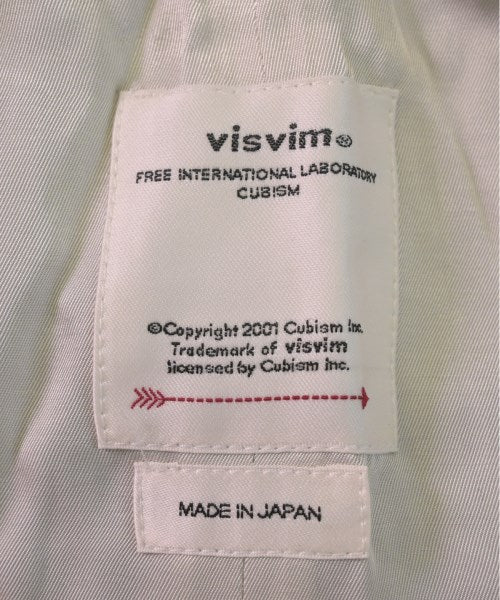 visvim®
FREE INTERNATIONAL LABORATORY
CUBISM
©Copyright 2001 Cubism Inc.
Trademark of visvim
licensed by Cubism Inc.
MADE IN JAPAN